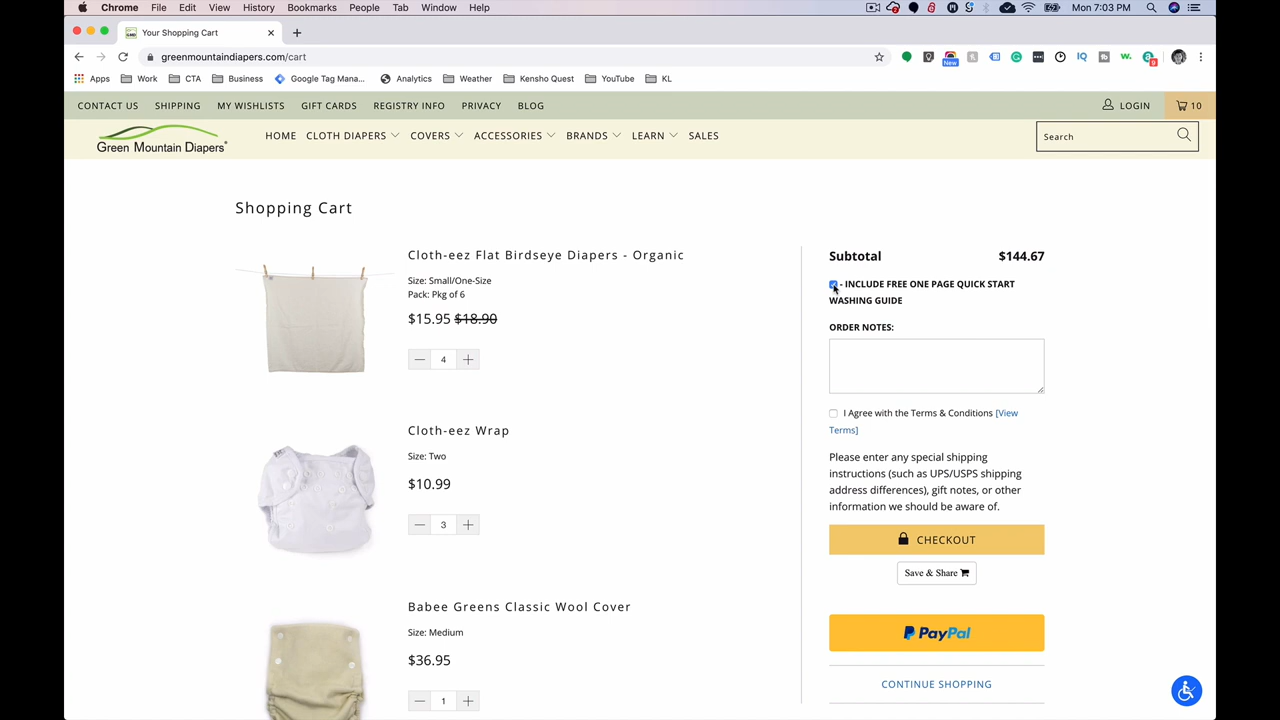 Chrome File Edit View History Bookmarks People Tab Window Help Mon 7:03 PM
Your Shopping Cart
greenmountaindiapers.com/cart
New
IQ
9
Apps Work CTA Business Google Tag Mana... Analytics Weather Kensho Quest YouTube KL
CONTACT US SHIPPING MY WISHLISTS GIFT CARDS REGISTRY INFO PRIVACY BLOG LOGIN 10
Green Mountain Diapers®
HOME CLOTH DIAPERS COVERS ACCESSORIES BRANDS LEARN SALES
Search
Shopping Cart
Cloth-eez Flat Birdseye Diapers - Organic
Size: Small/One-Size
Pack: Pkg of 6
$15.95 $18.90
4
Cloth-eez Wrap
Size: Two
$10.99
3
Babee Greens Classic Wool Cover
Size: Medium
$36.95
1
Subtotal $144.67
- INCLUDE FREE ONE PAGE QUICK START
WASHING GUIDE
ORDER NOTES:
I Agree with the Terms & Conditions [View
Terms]
Please enter any special shipping
instructions (such as UPS/USPS shipping
address differences), gift notes, or other
information we should be aware of.
CHECKOUT
Save & Share
PayPal
CONTINUE SHOPPING